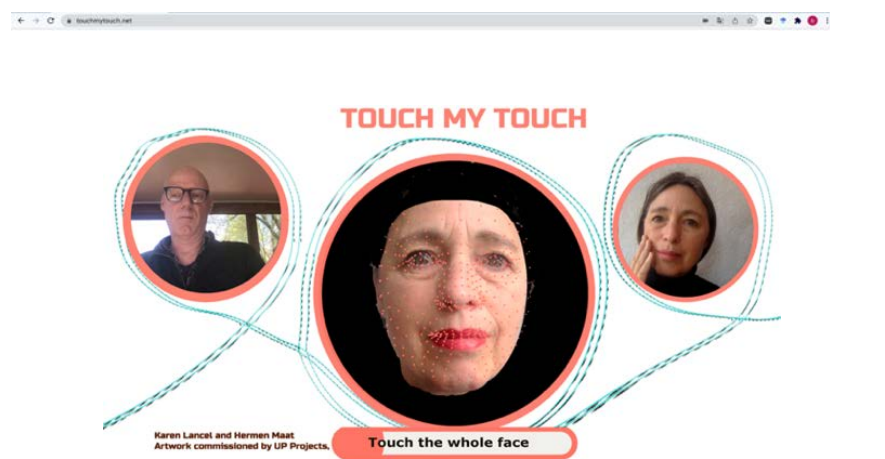 touchmytouch.net
TOUCH MY TOUCH
Karen Lancel and Hermen Maat
Artwork commissioned by UP Projects,
Touch the whole face